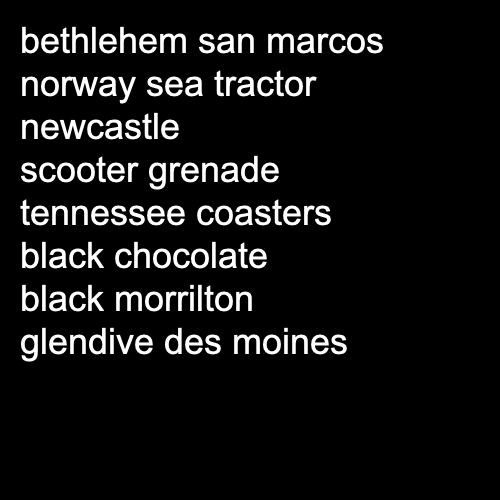 bethlehem san marcos
norway sea tractor
newcastle
scooter grenade
tennessee coasters
black chocolate
black morrilton
glendive des moines